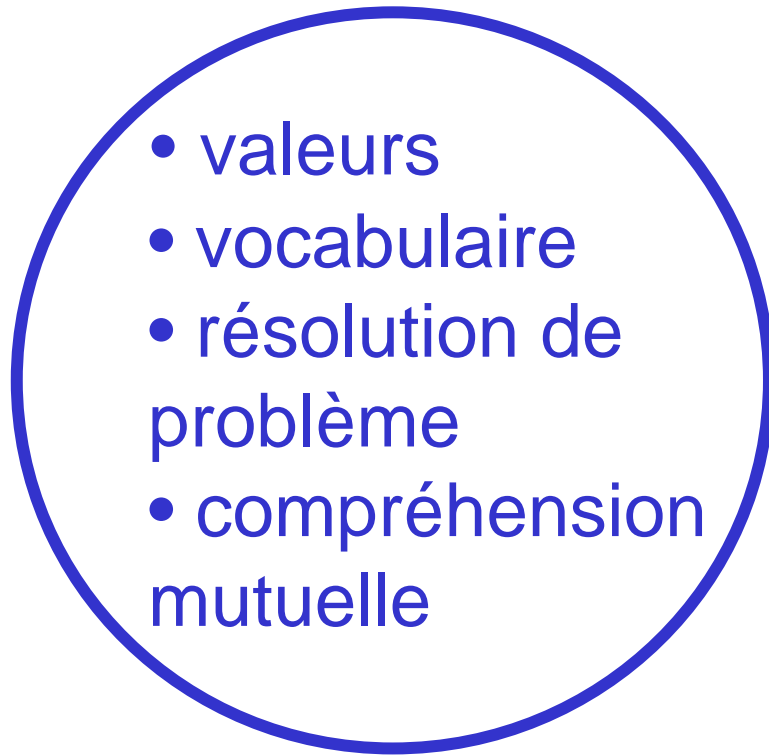 • valeurs
• vocabulaire
• résolution de
problème
• compréhension
mutuelle